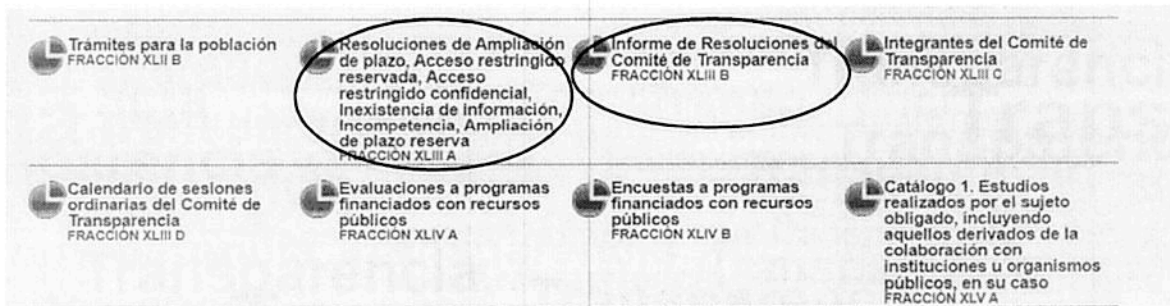 Trámites para la población
FRACCIÓN XLII B
Resoluciones de Ampliación
de plazo, Acceso restringido
reservada, Acceso
restringido confidencial,
Inexistencia de Información,
Incompetencia, Ampliación
de plazo reserva
FRACCIÓN XLIII A
Informe de Resoluciones del
Comité de Transparencia
FRACCIÓN XLIII B
Integrantes del Comité de
Transparencia
FRACCIÓN XLIII C
Calendario de sesiones
ordinarias del Comité de
Transparencia
FRACCIÓN XLIII D
Evaluaciones a programas
financiados con recursos
públicos
FRACCIÓN XLIV A
Encuestas a programas
financiados con recursos
públicos
FRACCIÓN XLIV B
Catálogo 1. Estudios
realizados por el sujeto
obligado, incluyendo
aquellos derivados de la
colaboración con
instituciones u organismos
públicos, en su caso
FRACCIÓN XLV A
Transparencia